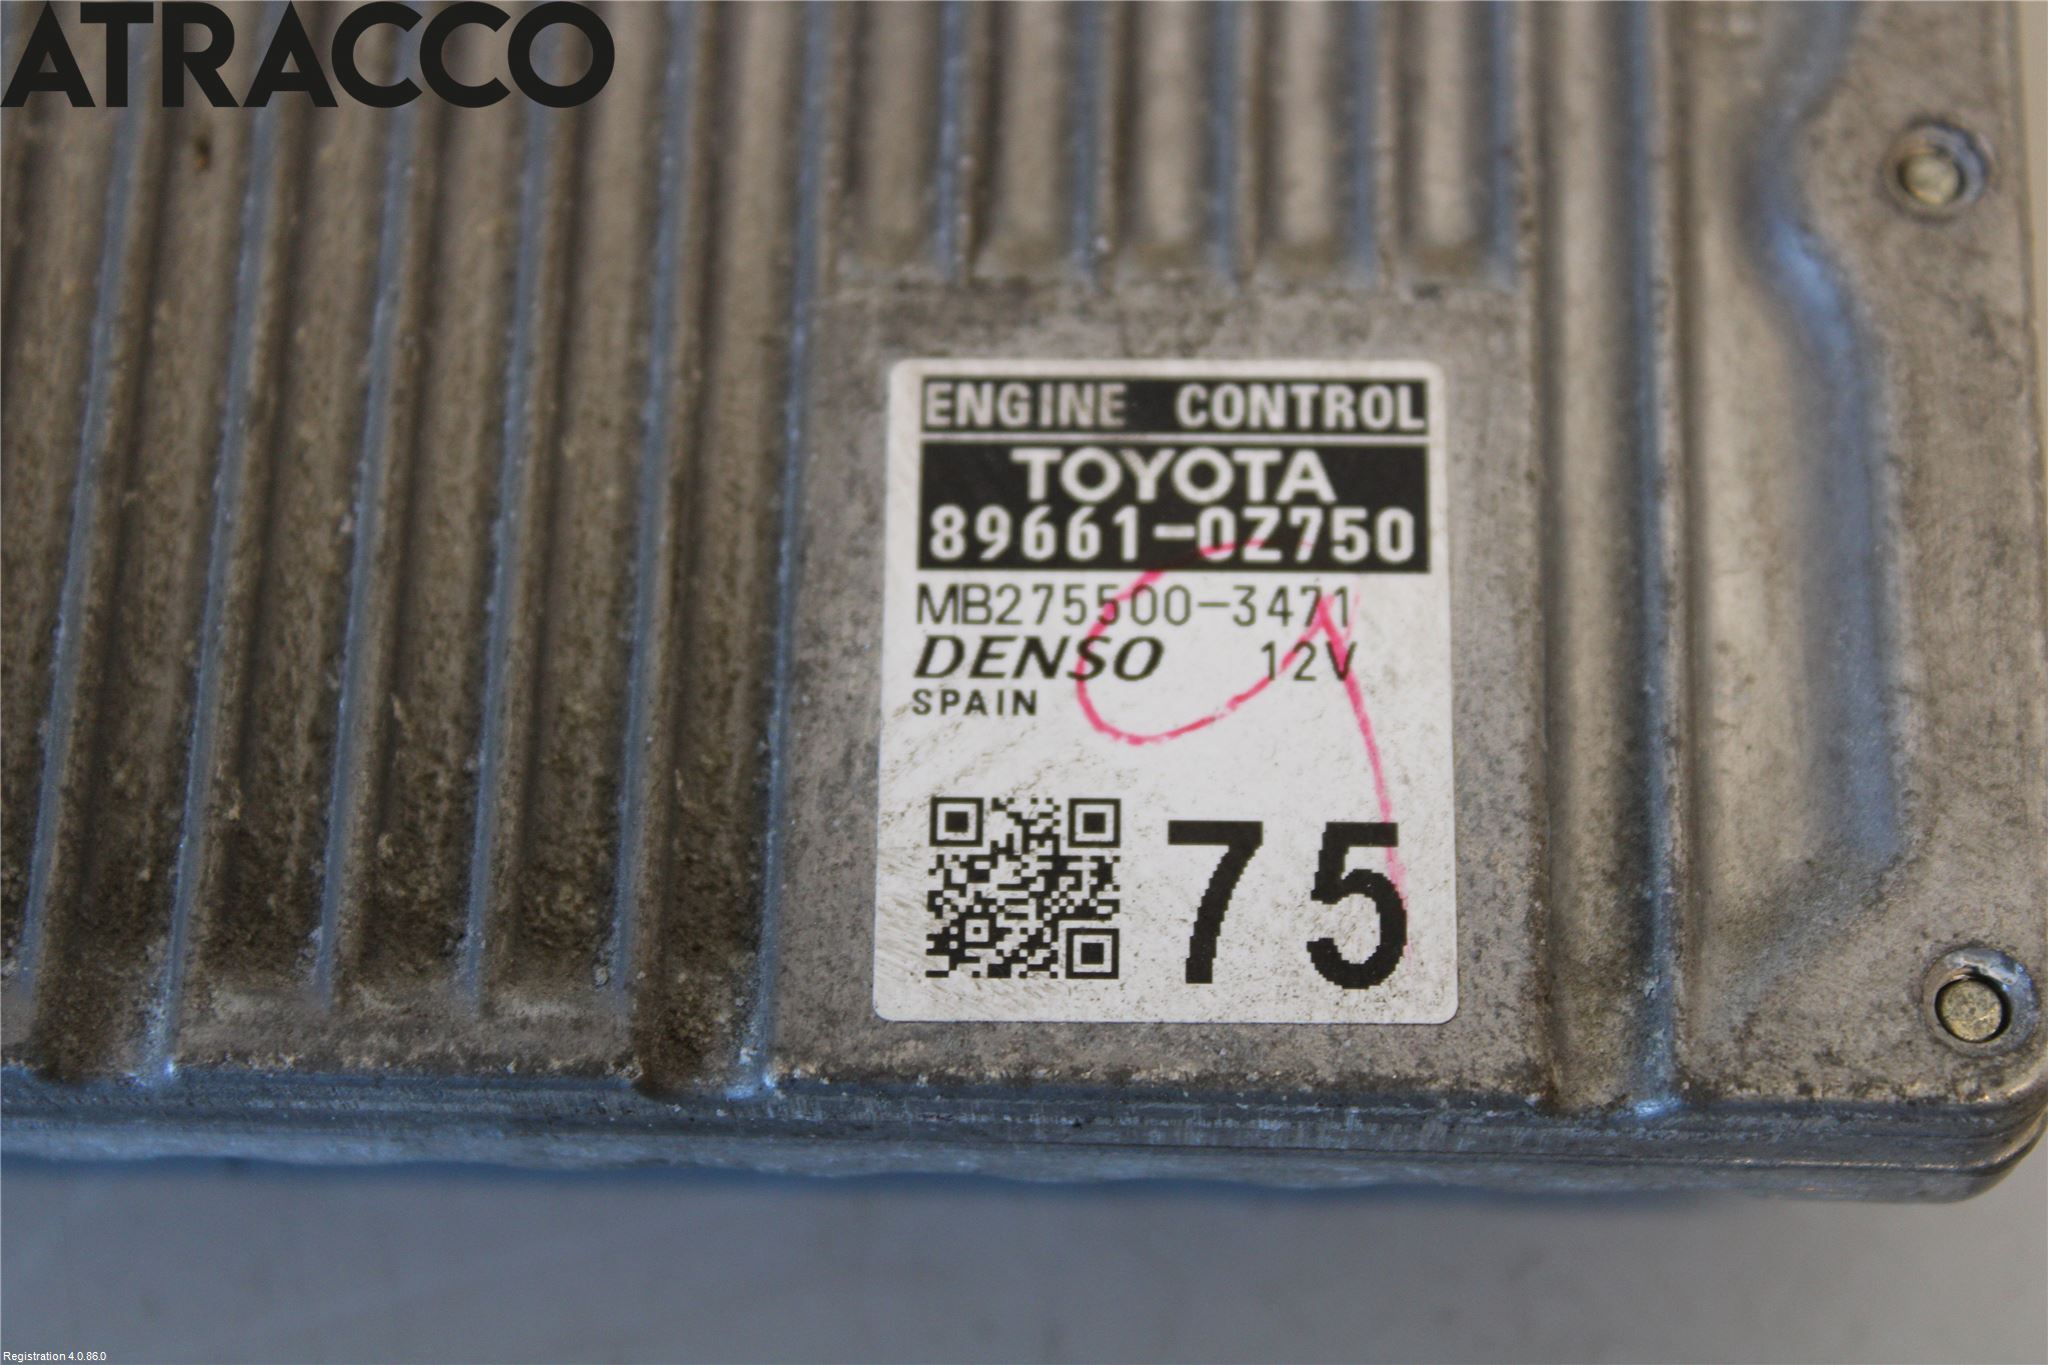 ATRACCO
ENGINE CONTROL
TOYOTA
89661-0Z750
MB275500-3471
DENSO 12V
SPAIN
75
Registration 4.0.86.0